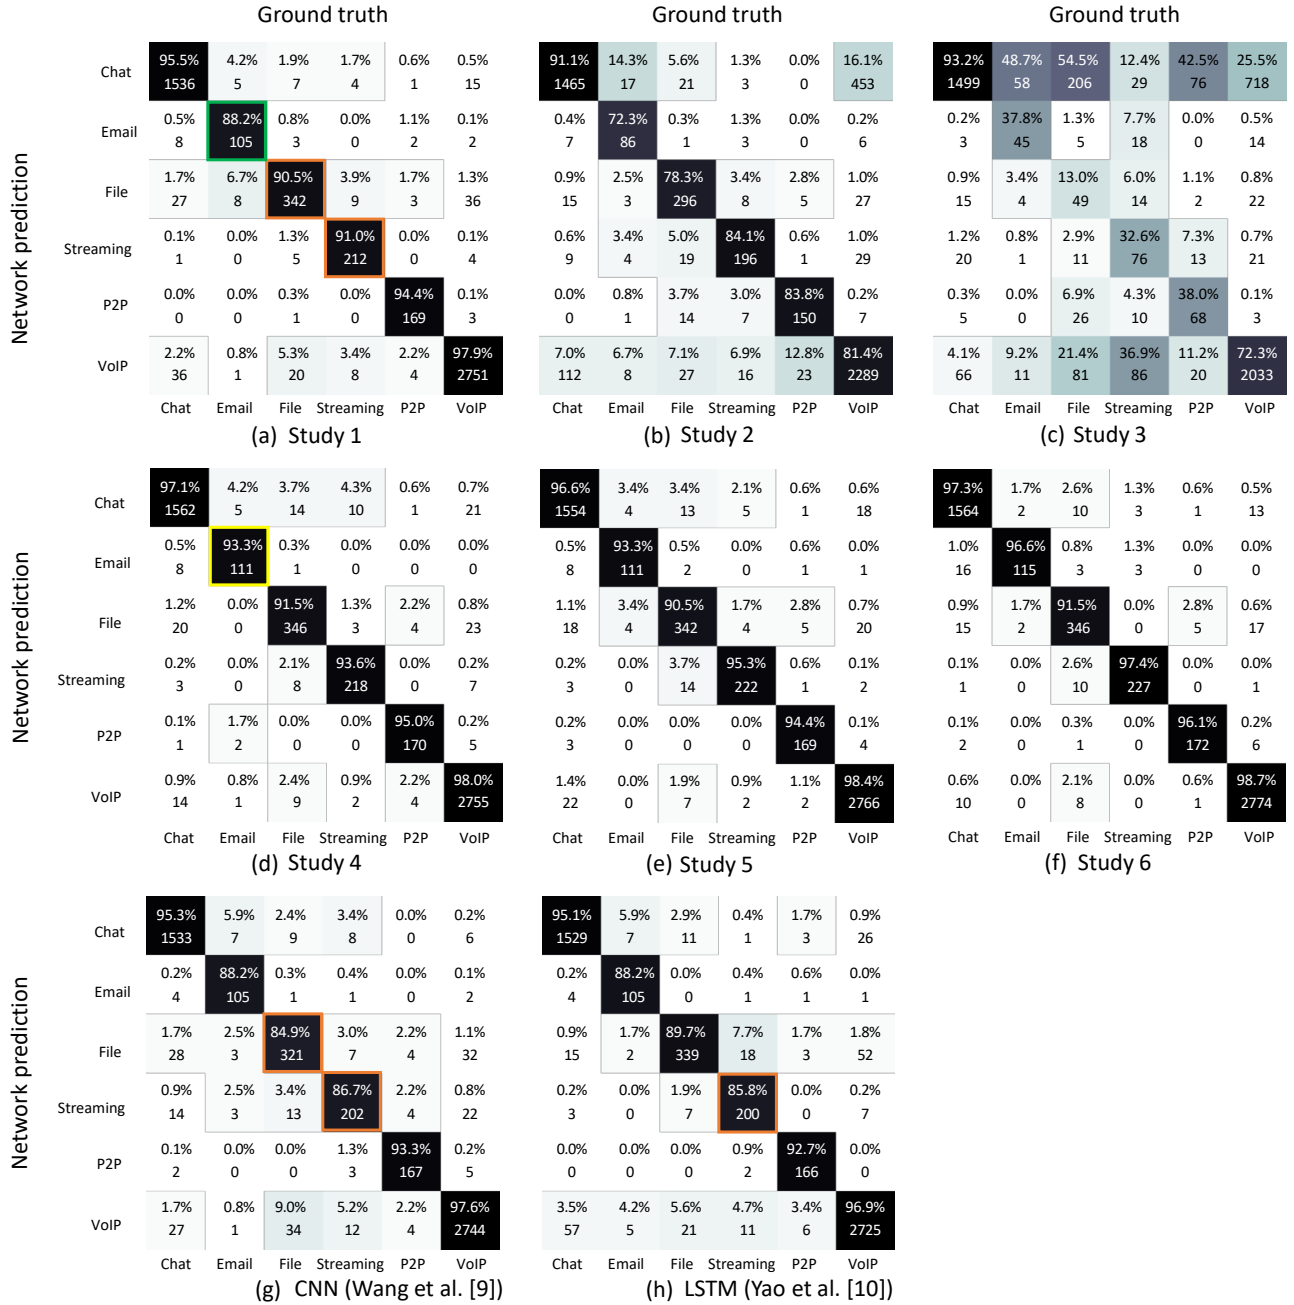 Ground truth Ground truth Ground truth
Network prediction
Chat 95.5% 4.2% 1.9% 1.7% 0.6% 0.5% 91.1% 14.3% 5.6% 1.3% 0.0% 16.1% 93.2% 48.7% 54.5% 12.4% 42.5% 25.5%
1536 5 7 4 1 15 1465 17 21 3 0 453 1499 58 206 29 76 718
Email 0.5% 88.2% 0.8% 0.0% 1.1% 0.1% 0.4% 72.3% 0.3% 1.3% 0.0% 0.2% 0.2% 37.8% 1.3% 7.7% 0.0% 0.5%
8 105 3 0 2 2 7 86 1 3 0 6 3 45 5 18 0 14
File 1.7% 6.7% 90.5% 3.9% 1.7% 1.3% 0.9% 2.5% 78.3% 3.4% 2.8% 1.0% 0.9% 3.4% 13.0% 6.0% 1.1% 0.8%
27 8 342 9 3 36 15 3 296 8 5 27 15 4 49 14 2 22
Streaming 0.1% 0.0% 1.3% 91.0% 0.0% 0.1% 0.6% 3.4% 5.0% 84.1% 0.6% 1.0% 1.2% 0.8% 2.9% 32.6% 7.3% 0.7%
1 0 5 212 0 4 9 4 19 196 1 29 20 1 11 76 13 21
P2P 0.0% 0.0% 0.3% 0.0% 94.4% 0.1% 0.0% 0.8% 3.7% 3.0% 83.8% 0.2% 0.3% 0.0% 6.9% 4.3% 38.0% 0.1%
0 0 1 0 169 3 0 1 14 7 150 7 5 0 26 10 68 3
VoIP 2.2% 0.8% 5.3% 3.4% 2.2% 97.9% 7.0% 6.7% 7.1% 6.9% 12.8% 81.4% 4.1% 9.2% 21.4% 36.9% 11.2% 72.3%
36 1 20 8 4 2751 112 8 27 16 23 2289 66 11 81 86 20 2033
Chat Email File Streaming P2P VoIP Chat Email File Streaming P2P VoIP Chat Email File Streaming P2P VoIP
(a) Study 1 (b) Study 2 (c) Study 3
Network prediction
Chat 97.1% 4.2% 3.7% 4.3% 0.6% 0.7% 96.6% 3.4% 3.4% 2.1% 0.6% 0.6% 97.3% 1.7% 2.6% 1.3% 0.6% 0.5%
1562 5 14 10 1 21 1554 4 13 5 1 18 1564 2 10 3 1 13
Email 0.5% 93.3% 0.3% 0.0% 0.0% 0.0% 0.5% 93.3% 0.5% 0.0% 0.6% 0.0% 1.0% 96.6% 0.8% 1.3% 0.0% 0.0%
8 111 1 0 0 0 8 111 2 0 1 1 16 115 3 3 0 0
File 1.2% 0.0% 91.5% 1.3% 2.2% 0.8% 1.1% 3.4% 90.5% 1.7% 2.8% 0.7% 0.9% 1.7% 91.5% 0.0% 2.8% 0.6%
20 0 346 3 4 23 18 4 342 4 5 20 15 2 346 0 5 17
Streaming 0.2% 0.0% 2.1% 93.6% 0.0% 0.2% 0.2% 0.0% 3.7% 95.3% 0.6% 0.1% 0.1% 0.0% 2.6% 97.4% 0.0% 0.0%
3 0 8 218 0 7 3 0 14 222 1 2 1 0 10 227 0 1
P2P 0.1% 1.7% 0.0% 0.0% 95.0% 0.2% 0.2% 0.0% 0.0% 0.0% 94.4% 0.1% 0.1% 0.0% 0.3% 0.0% 96.1% 0.2%
1 2 0 0 170 5 3 0 0 0 169 4 2 0 1 0 172 6
VoIP 0.9% 0.8% 2.4% 0.9% 2.2% 98.0% 1.4% 0.0% 1.9% 0.9% 1.1% 98.4% 0.6% 0.0% 2.1% 0.0% 0.6% 98.7%
14 1 9 2 4 2755 22 0 7 2 2 2766 10 0 8 0 1 2774
Chat Email File Streaming P2P VoIP Chat Email File Streaming P2P VoIP Chat Email File Streaming P2P VoIP
(d) Study 4 (e) Study 5 (f) Study 6
Network prediction
Chat 95.3% 5.9% 2.4% 3.4% 0.0% 0.2% 95.1% 5.9% 2.9% 0.4% 1.7% 0.9%
1533 7 9 8 0 6 1529 7 11 1 3 26
Email 0.2% 88.2% 0.3% 0.4% 0.0% 0.1% 0.2% 88.2% 0.0% 0.4% 0.6% 0.0%
4 105 1 1 0 2 4 105 0 1 1 1
File 1.7% 2.5% 84.9% 3.0% 2.2% 1.1% 0.9% 1.7% 89.7% 7.7% 1.7% 1.8%
28 3 321 7 4 32 15 2 339 18 3 52
Streaming 0.9% 2.5% 3.4% 86.7% 2.2% 0.8% 0.2% 0.0% 1.9% 85.8% 0.0% 0.2%
14 3 13 202 4 22 3 0 7 200 0 7
P2P 0.1% 0.0% 0.0% 1.3% 93.3% 0.2% 0.0% 0.0% 0.0% 0.9% 92.7% 0.0%
2 0 0 3 167 5 0 0 0 2 166 0
VoIP 1.7% 0.8% 9.0% 5.2% 2.2% 97.6% 3.5% 4.2% 5.6% 4.7% 3.4% 96.9%
27 1 34 12 4 2744 57 5 21 11 6 2725
Chat Email File Streaming P2P VoIP Chat Email File Streaming P2P VoIP
(g) CNN (Wang et al. [9]) (h) LSTM (Yao et al. [10])